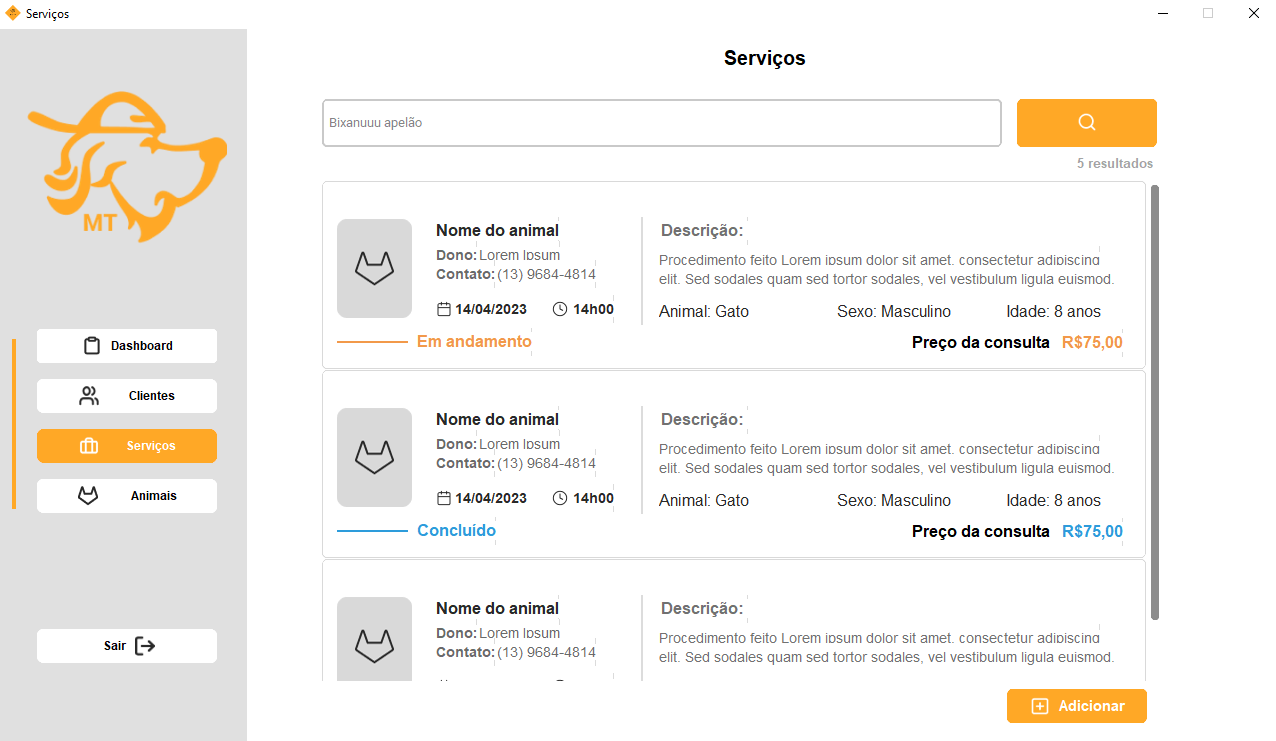 Serviços
MT
Dashboard
Clientes
Serviços
Animais
Sair
Serviços
Bixanuuu apelão
5 resultados
Nome do animal
Dono: Lorem Ipsum
Contato: (13) 9684-4814
14/04/2023 14h00
Em andamento
Descrição:
Procedimento feito Lorem ipsum dolor sit amet, consectetur adipiscing
elit. Sed sodales quam sed tortor sodales, vel vestibulum ligula euismod.
Animal: Gato Sexo: Masculino Idade: 8 anos
Preço da consulta R$75,00
Nome do animal
Dono: Lorem Ipsum
Contato: (13) 9684-4814
14/04/2023 14h00
Concluído
Descrição:
Procedimento feito Lorem ipsum dolor sit amet, consectetur adipiscing
elit. Sed sodales quam sed tortor sodales, vel vestibulum ligula euismod.
Animal: Gato Sexo: Masculino Idade: 8 anos
Preço da consulta R$75,00
Nome do animal
Dono: Lorem Ipsum
Contato: (13) 9684-4814
Descrição:
Procedimento feito Lorem ipsum dolor sit amet, consectetur adipiscing
elit. Sed sodales quam sed tortor sodales, vel vestibulum ligula euismod.
Adicionar